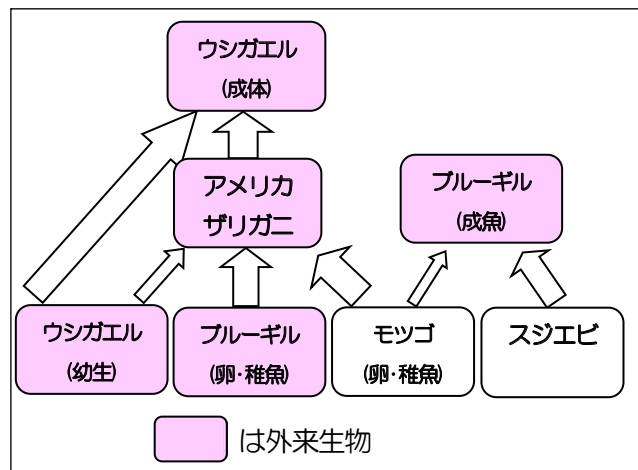 ウシガエル
(成体)
アメリカ
ザリガニ
ブルーギル
(成魚)
ウシガエル
(幼生)
ブルーギル
(卵・稚魚)
モツゴ
(卵・稚魚)
スジエビ
は外来生物